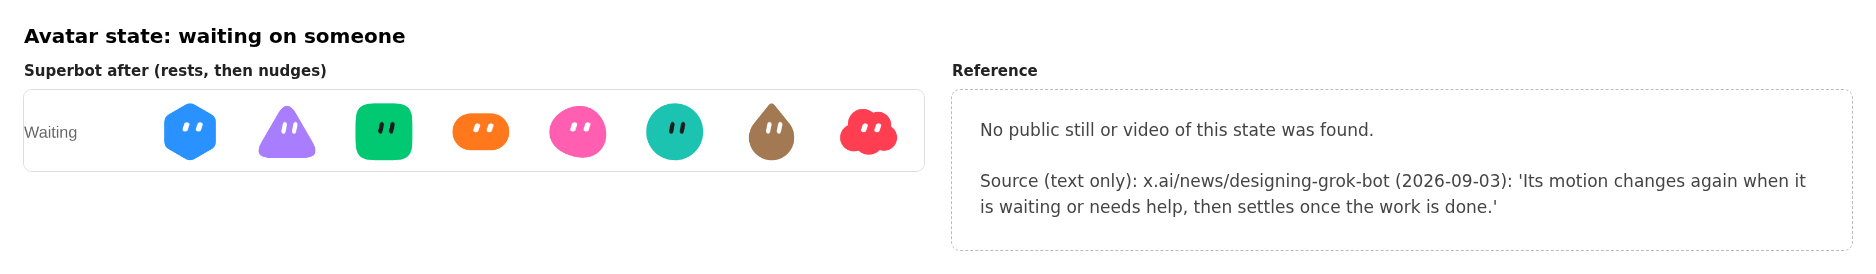 Avatar state: waiting on someone
Superbot after (rests, then nudges)
Waiting
Reference
No public still or video of this state was found.
Source (text only): x.ai/news/designing-grok-bot (2026-09-03): 'Its motion changes again when it
is waiting or needs help, then settles once the work is done.'